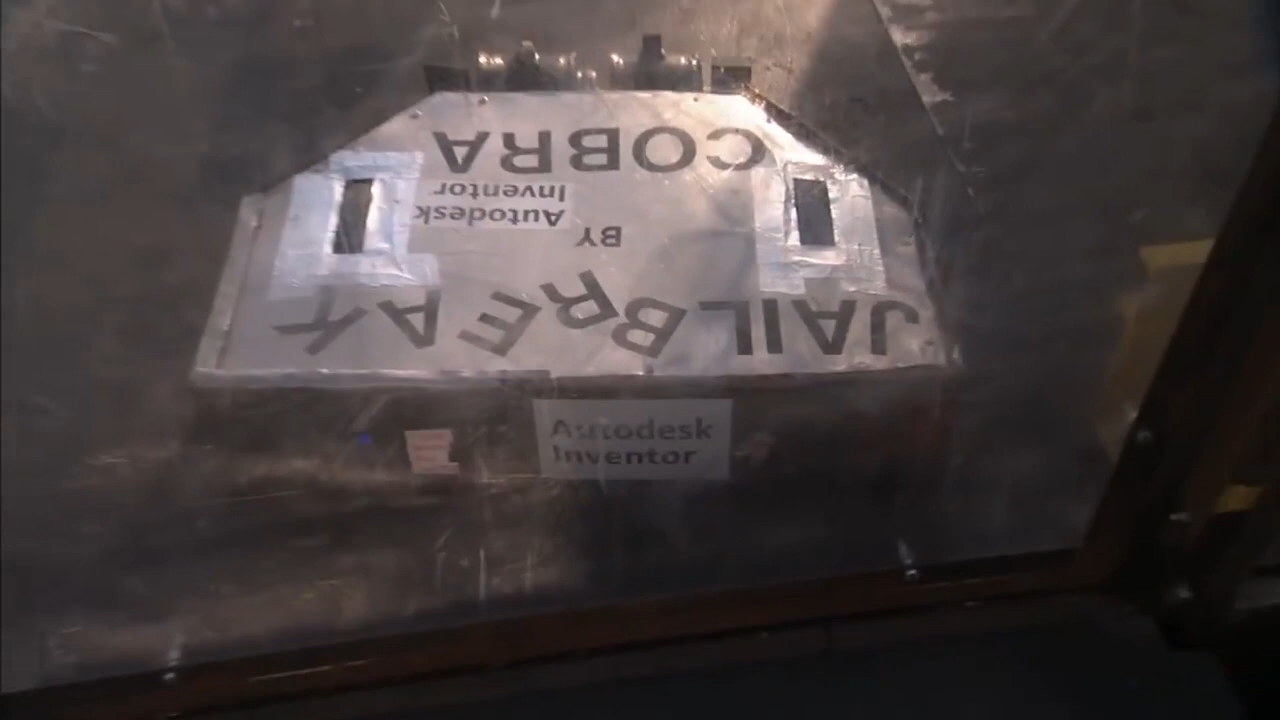 JAILBREAK
BY
Autodesk
Inventor
COBRA
Autodesk
Inventor